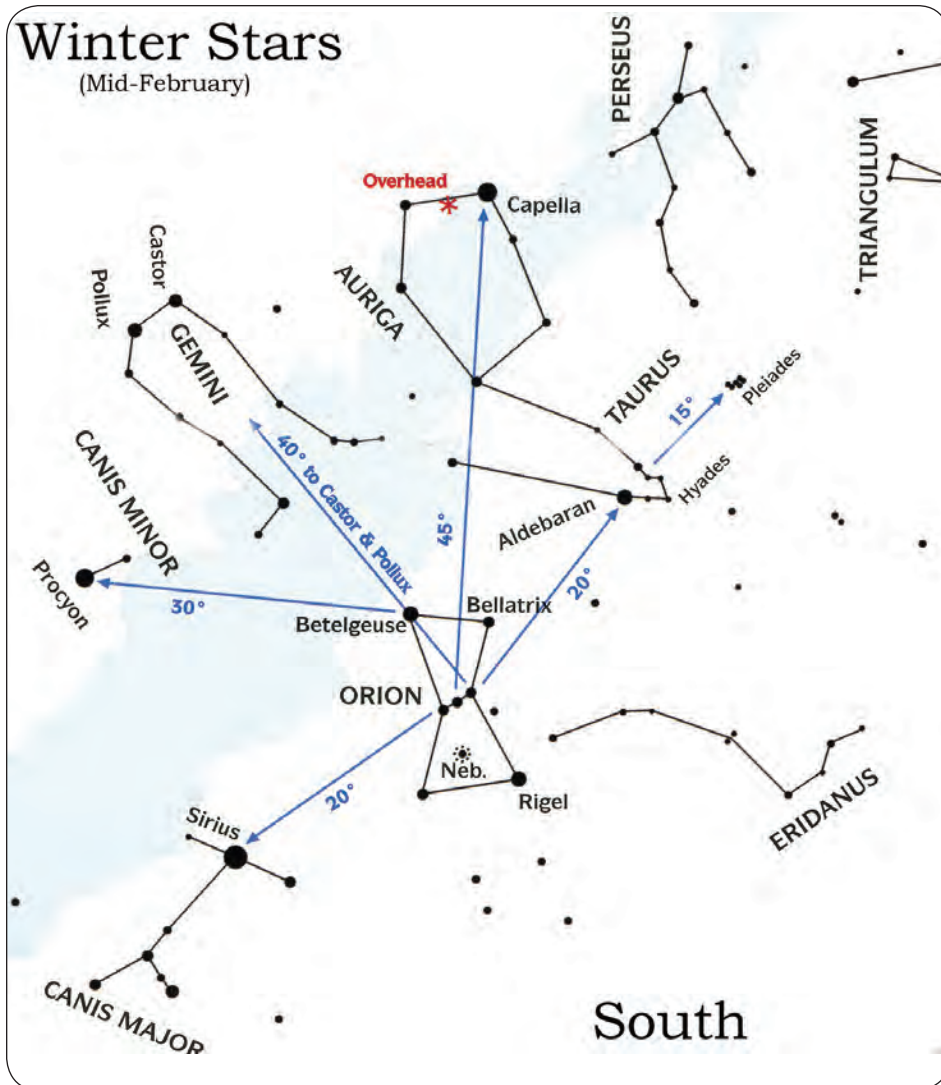 Winter Stars
(Mid-February)
PERSEUS
TRIANGULUM
Overhead
Capella
Castor
Pollux
AURIGA
GEMINI
TAURUS
Pleiades
15°
40° to Castor & Pollux
45°
Hyades
Aldebaran
CANIS MINOR
Procyon
30°
20°
Bellatrix
Betelgeuse
ORION
Neb.
Rigel
20°
Sirius
ERIDANUS
CANIS MAJOR
South